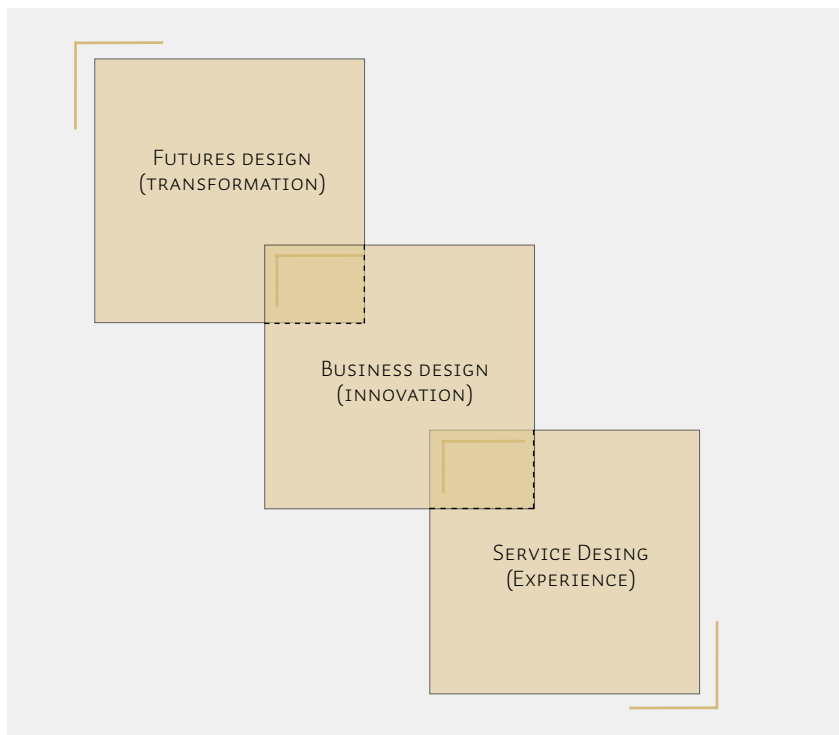 Futures design
(transformation)
Business design
(innovation)
Service Desing
(Experience)